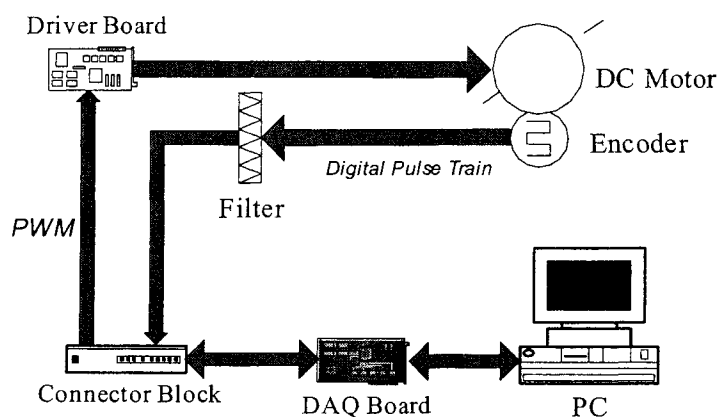 Driver Board
DC Motor
Encoder
Digital Pulse Train
Filter
PWM
Connector Block
DAQ Board
PC